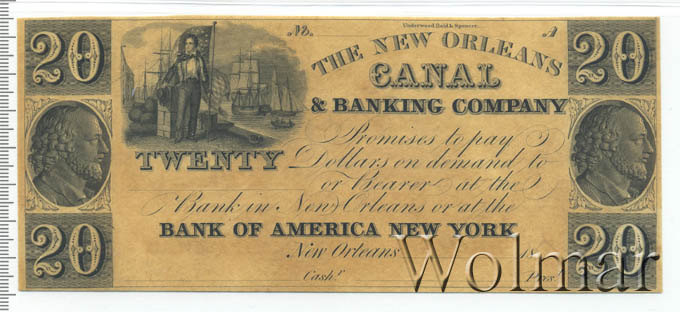 Underwood Bald & Spencer.
No. A
20 20
THE NEW ORLEANS
CANAL
& BANKING COMPANY
Promises to pay
TWENTY Dollars on demand to
or Bearer at the
Bank in New Orleans or at the
BANK OF AMERICA NEW YORK
New Orleans 18
20 20
Cash.r Pres.t
Wolmar